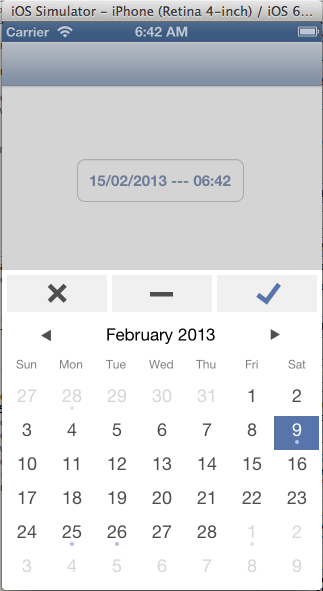 iOS Simulator - iPhone (Retina 4-inch) / iOS 6...
Carrier 6:42 AM
15/02/2013 --- 06:42
February 2013
Sun Mon Tue Wed Thu Fri Sat
27 28 29 30 31 1 2
3 4 5 6 7 8 9
10 11 12 13 14 15 16
17 18 19 20 21 22 23
24 25 26 27 28 1 2
3 4 5 6 7 8 9